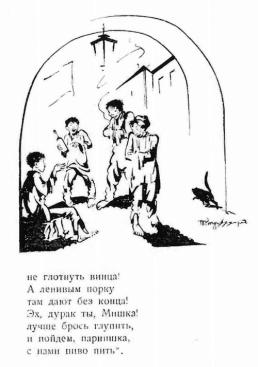 не глотнуть винца!
А ленивым порку
там дают без конца!
Эх, дурак ты, Мишка!
лучше брось глупить,
и пойдем, парнишка,
с нами пиво пить".